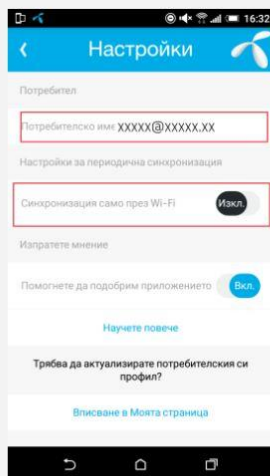 16:32
Настройки
Потребител
Потребителско име XXXXX@XXXXX.XX
Настройки за периодична синхронизация
Синхронизация само през Wi-Fi Изкл.
Изпратете мнение
Помогнете да подобрим приложението Вкл.
Научете повече
Трябва да актуализирате потребителския си
профил?
Вписване в Моята страница